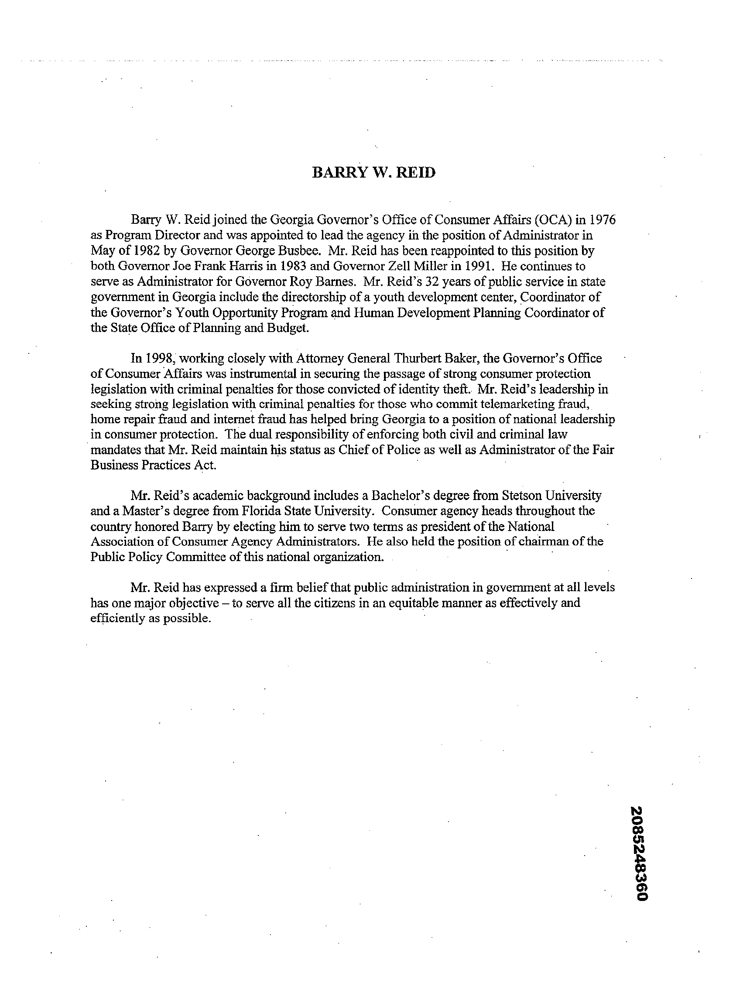 BARRY W. REID
Barry W. Reid joined the Georgia Governor's Office of Consumer Affairs (OCA) in 1976
as Program Director and was appointed to lead the agency in the position of Administrator in
May of 1982 by Governor George Busbee. Mr. Reid has been reappointed to this position by
both Governor Joe Frank Harris in 1983 and Governor Zell Miller in 1991. He continues to
serve as Administrator for Governor Roy Barnes. Mr. Reid's 32 years of public service in state
government in Georgia include the directorship of a youth development center, Coordinator of
the Governor's Youth Opportunity Program and Human Development Planning Coordinator of
the State Office of Planning and Budget.
In 1998, working closely with Attorney General Thurbert Baker, the Governor's Office
of Consumer Affairs was instrumental in securing the passage of strong consumer protection
legislation with criminal penalties for those convicted of identity theft. Mr. Reid's leadership in
seeking strong legislation with criminal penalties for those who commit telemarketing fraud,
home repair fraud and internet fraud has helped bring Georgia to a position of national leadership
in consumer protection. The dual responsibility of enforcing both civil and criminal law
mandates that Mr. Reid maintain his status as Chief of Police as well as Administrator of the Fair
Business Practices Act.
Mr. Reid's academic background includes a Bachelor's degree from Stetson University
and a Master's degree from Florida State University. Consumer agency heads throughout the
country honored Barry by electing him to serve two terms as president of the National
Association of Consumer Agency Administrators. He also held the position of chairman of the
Public Policy Committee of this national organization.
Mr. Reid has expressed a firm belief that public administration in government at all levels
has one major objective – to serve all the citizens in an equitable manner as effectively and
efficiently as possible.
2085248360